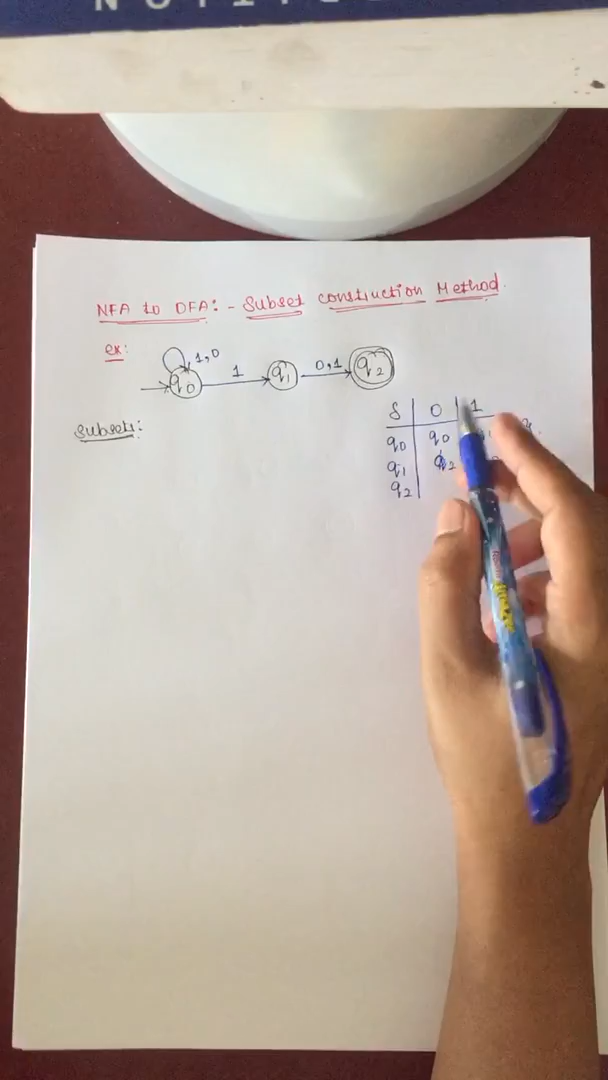 NFA to DFA:- Subset construction Method.
ex:
1,0
1
0,1
q0
q1
q2
Subsets:
δ 0 1
q0 q0
q1 q2
q2